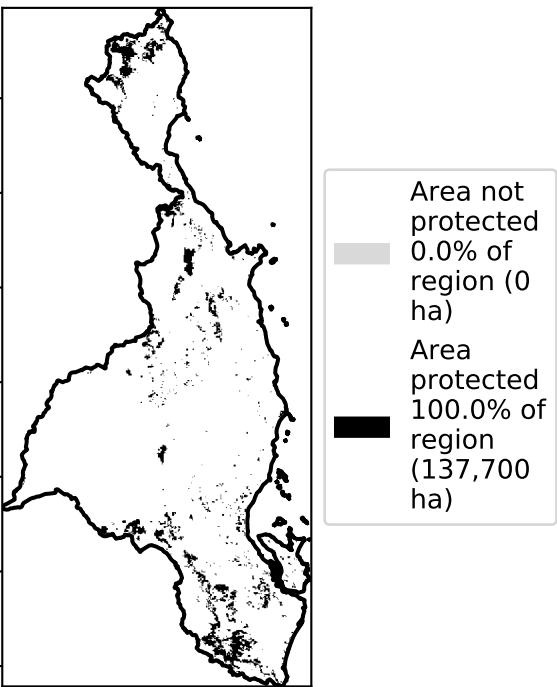 Area not
protected
0.0% of
region (0
ha)
Area
protected
100.0% of
region
(137,700
ha)